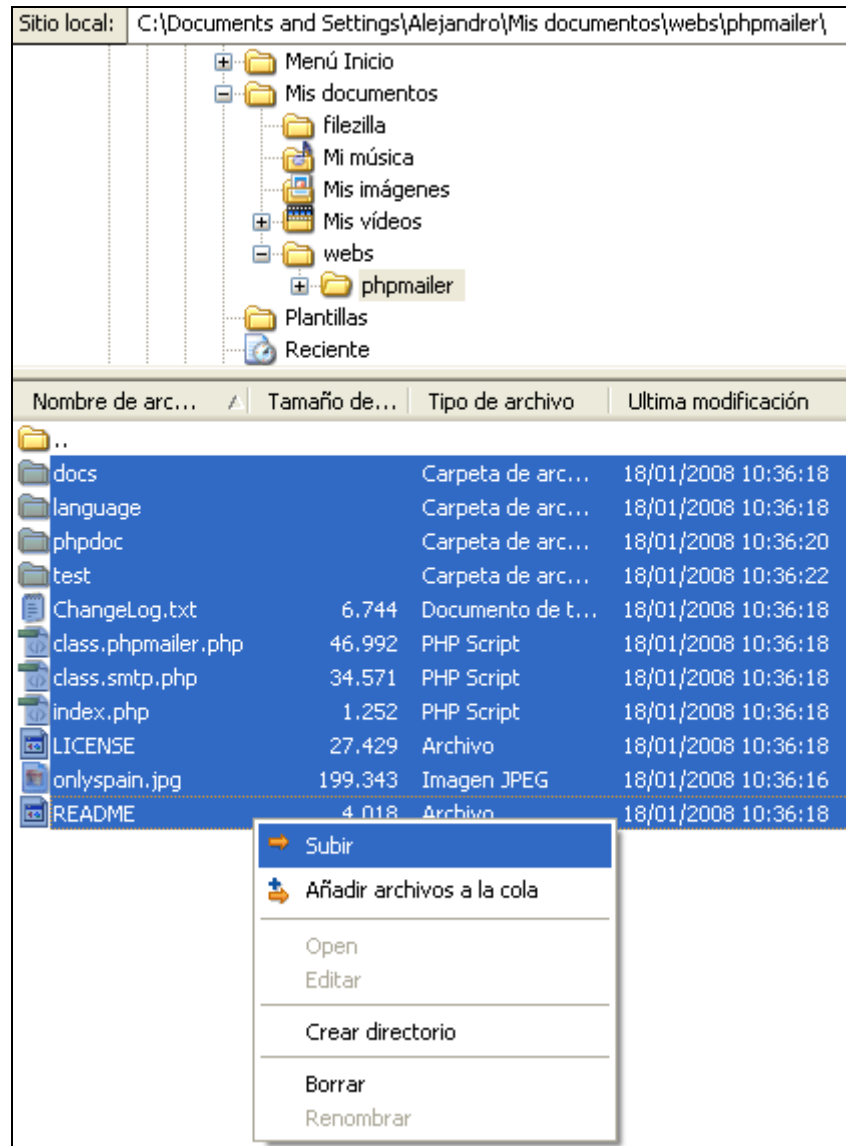 Sitio local: C:\Documents and Settings\Alejandro\Mis documentos\webs\phpmailer\
Menú Inicio
Mis documentos
filezilla
Mi música
Mis imágenes
Mis vídeos
webs
phpmailer
Plantillas
Reciente
Nombre de arc... Tamaño de... Tipo de archivo Ultima modificación
..
docs Carpeta de arc... 18/01/2008 10:36:18
language Carpeta de arc... 18/01/2008 10:36:18
phpdoc Carpeta de arc... 18/01/2008 10:36:20
test Carpeta de arc... 18/01/2008 10:36:22
ChangeLog.txt 6.744 Documento de t... 18/01/2008 10:36:18
class.phpmailer.php 46.992 PHP Script 18/01/2008 10:36:18
class.smtp.php 34.571 PHP Script 18/01/2008 10:36:18
index.php 1.252 PHP Script 18/01/2008 10:36:18
LICENSE 27.429 Archivo 18/01/2008 10:36:18
onlyspain.jpg 199.343 Imagen JPEG 18/01/2008 10:36:16
README 4.018 Archivo 18/01/2008 10:36:18
Subir
Añadir archivos a la cola
Open
Editar
Crear directorio
Borrar
Renombrar